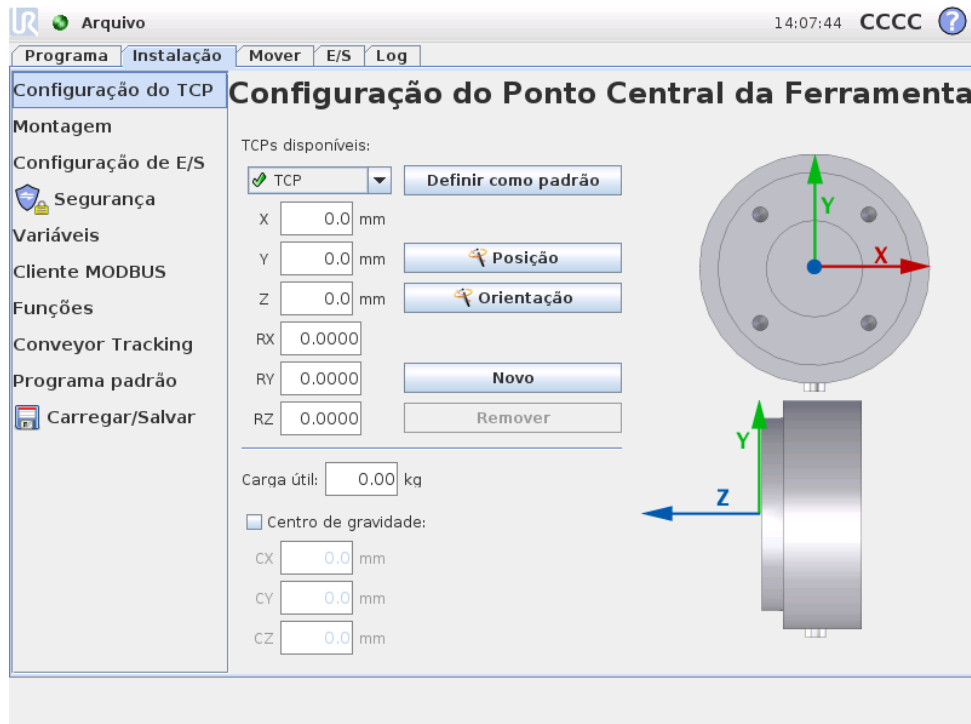 UR Arquivo 14:07:44 CCCC ?
Programa Instalação Mover E/S Log
Configuração do TCP
Montagem
Configuração de E/S
Segurança
Variáveis
Cliente MODBUS
Funções
Conveyor Tracking
Programa padrão
Carregar/Salvar
Configuração do Ponto Central da Ferramenta
TCPs disponíveis:
TCP Definir como padrão
X 0.0 mm
Y 0.0 mm Posição
Z 0.0 mm Orientação
RX 0.0000
RY 0.0000 Novo
RZ 0.0000 Remover
Carga útil: 0.00 kg
Centro de gravidade:
CX 0.0 mm
CY 0.0 mm
CZ 0.0 mm
Y
X
Y
Z